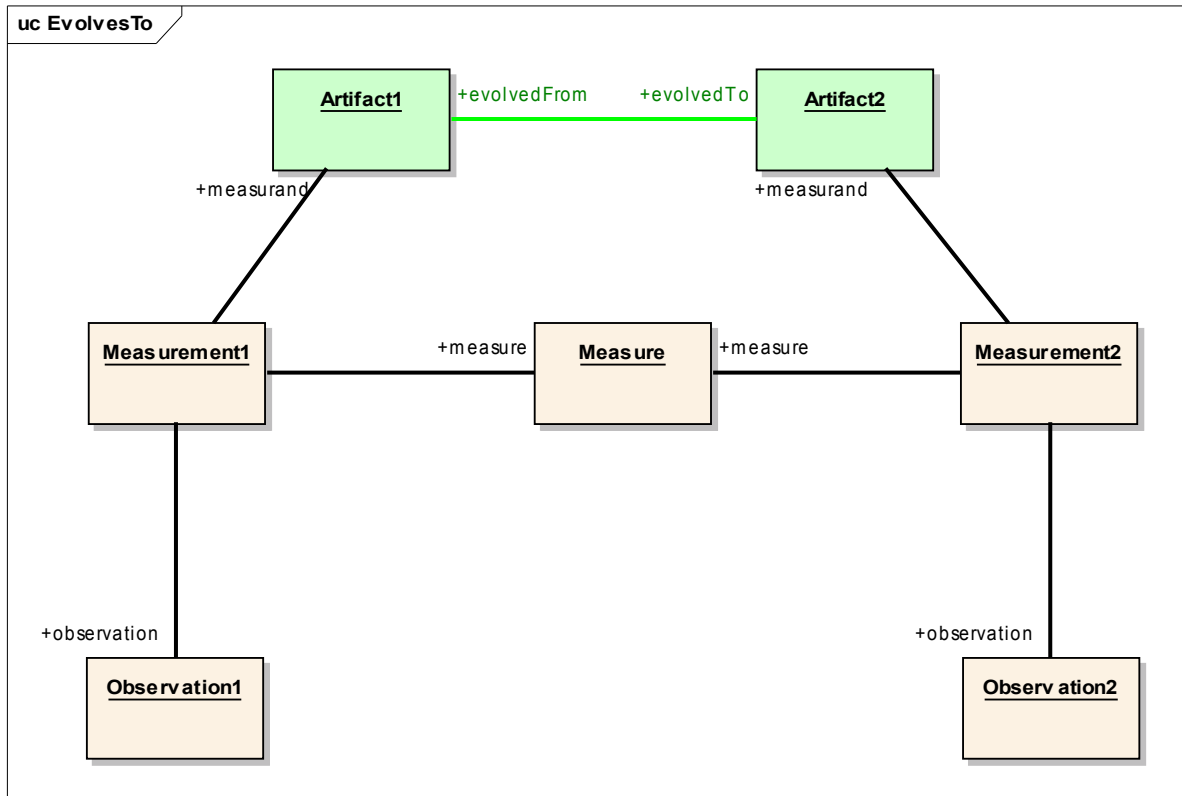 uc EvolvesTo
Artifact1
+evolvedFrom
+evolvedTo
Artifact2
+measurand
+measurand
Measurement1
+measure
Measure
+measure
Measurement2
+observation
+observation
Observation1
Observation2